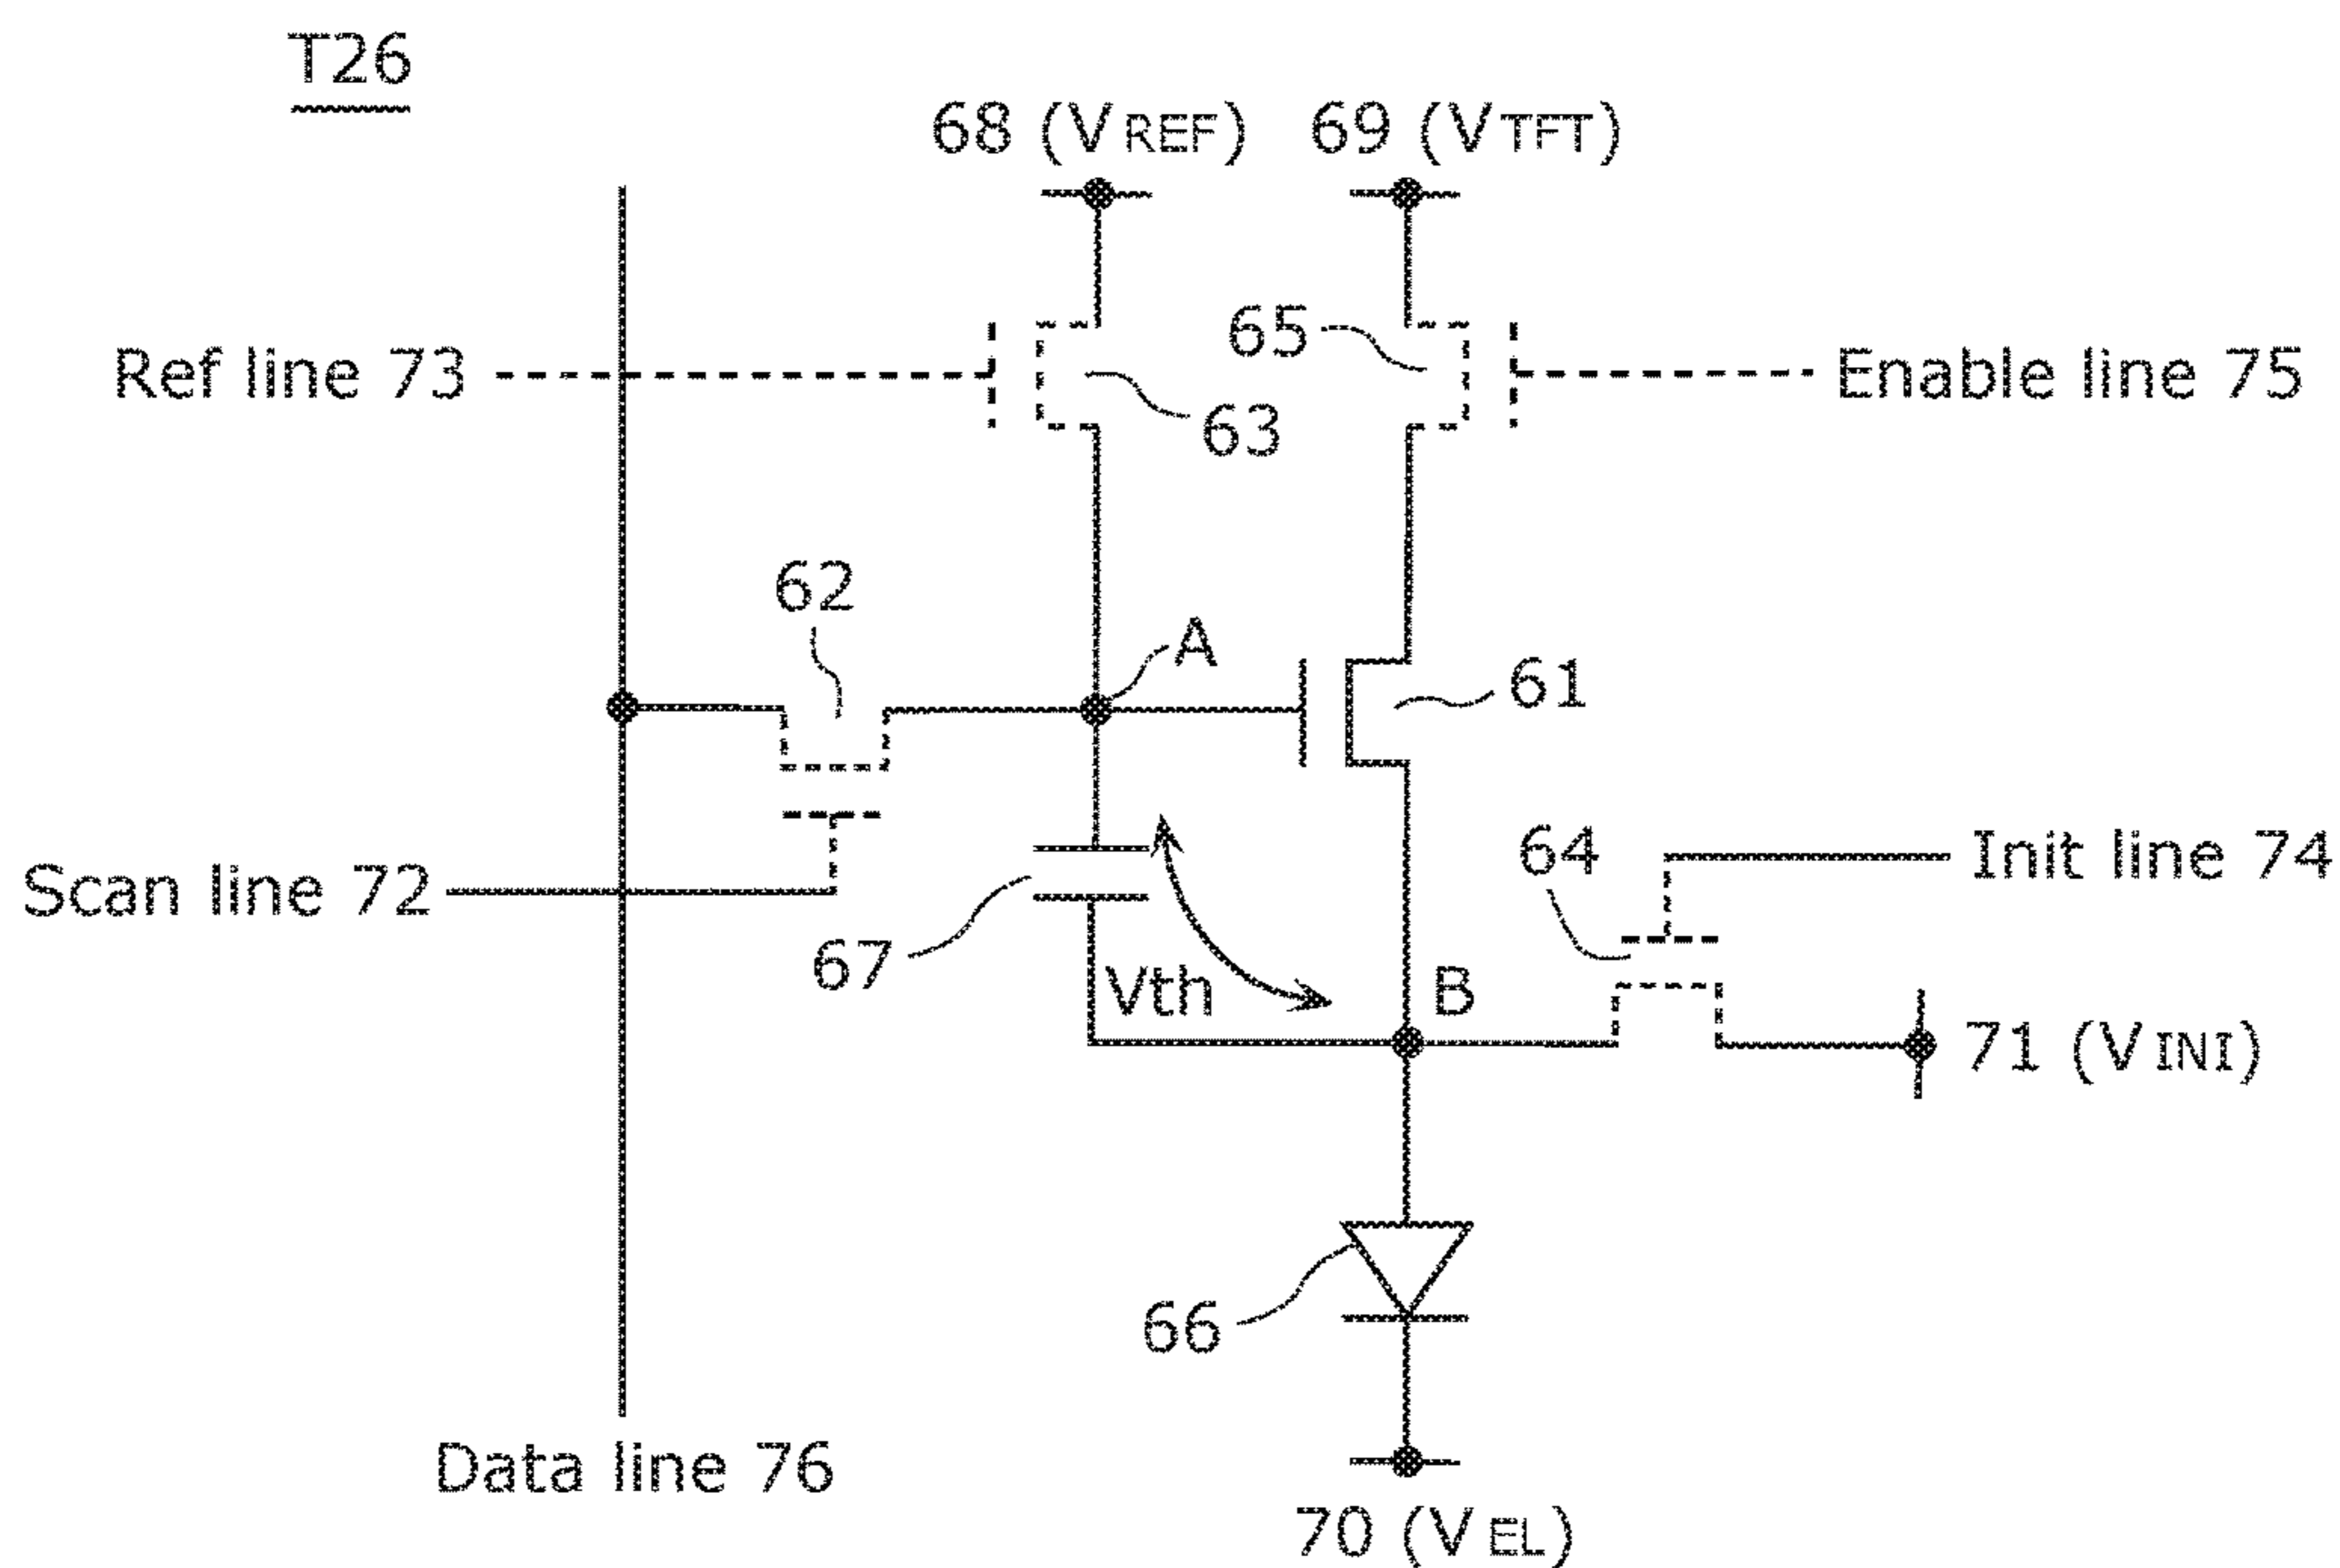 T26
68 (VREF)
69 (VTFT)
Ref line 73
65
Enable line 75
63
62
A
61
64
Init line 74
Scan line 72
67
Vth
B
71 (VINI)
66
Data line 76
70 (VEL)